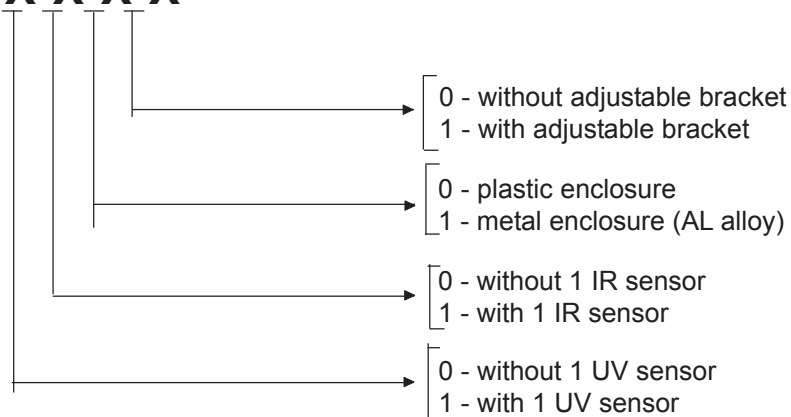 0 - without adjustable bracket
1 - with adjustable bracket
0 - plastic enclosure
1 - metal enclosure (AL alloy)
0 - without 1 IR sensor
1 - with 1 IR sensor
0 - without 1 UV sensor
1 - with 1 UV sensor